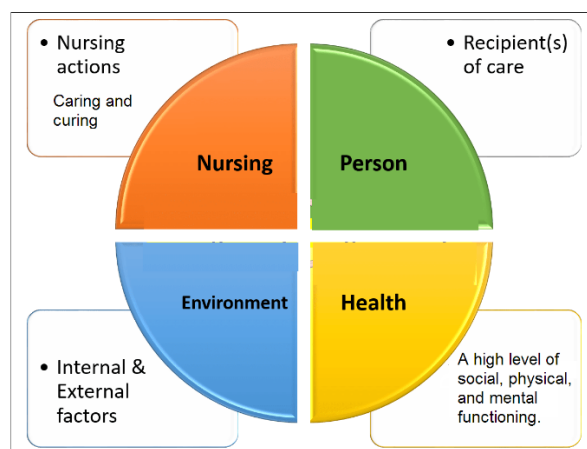 • Nursing
actions
Caring and
curing
• Recipient(s)
of care
Nursing
Person
Environment
Health
• Internal &
External
factors
A high level of
social, physical,
and mental
functioning.